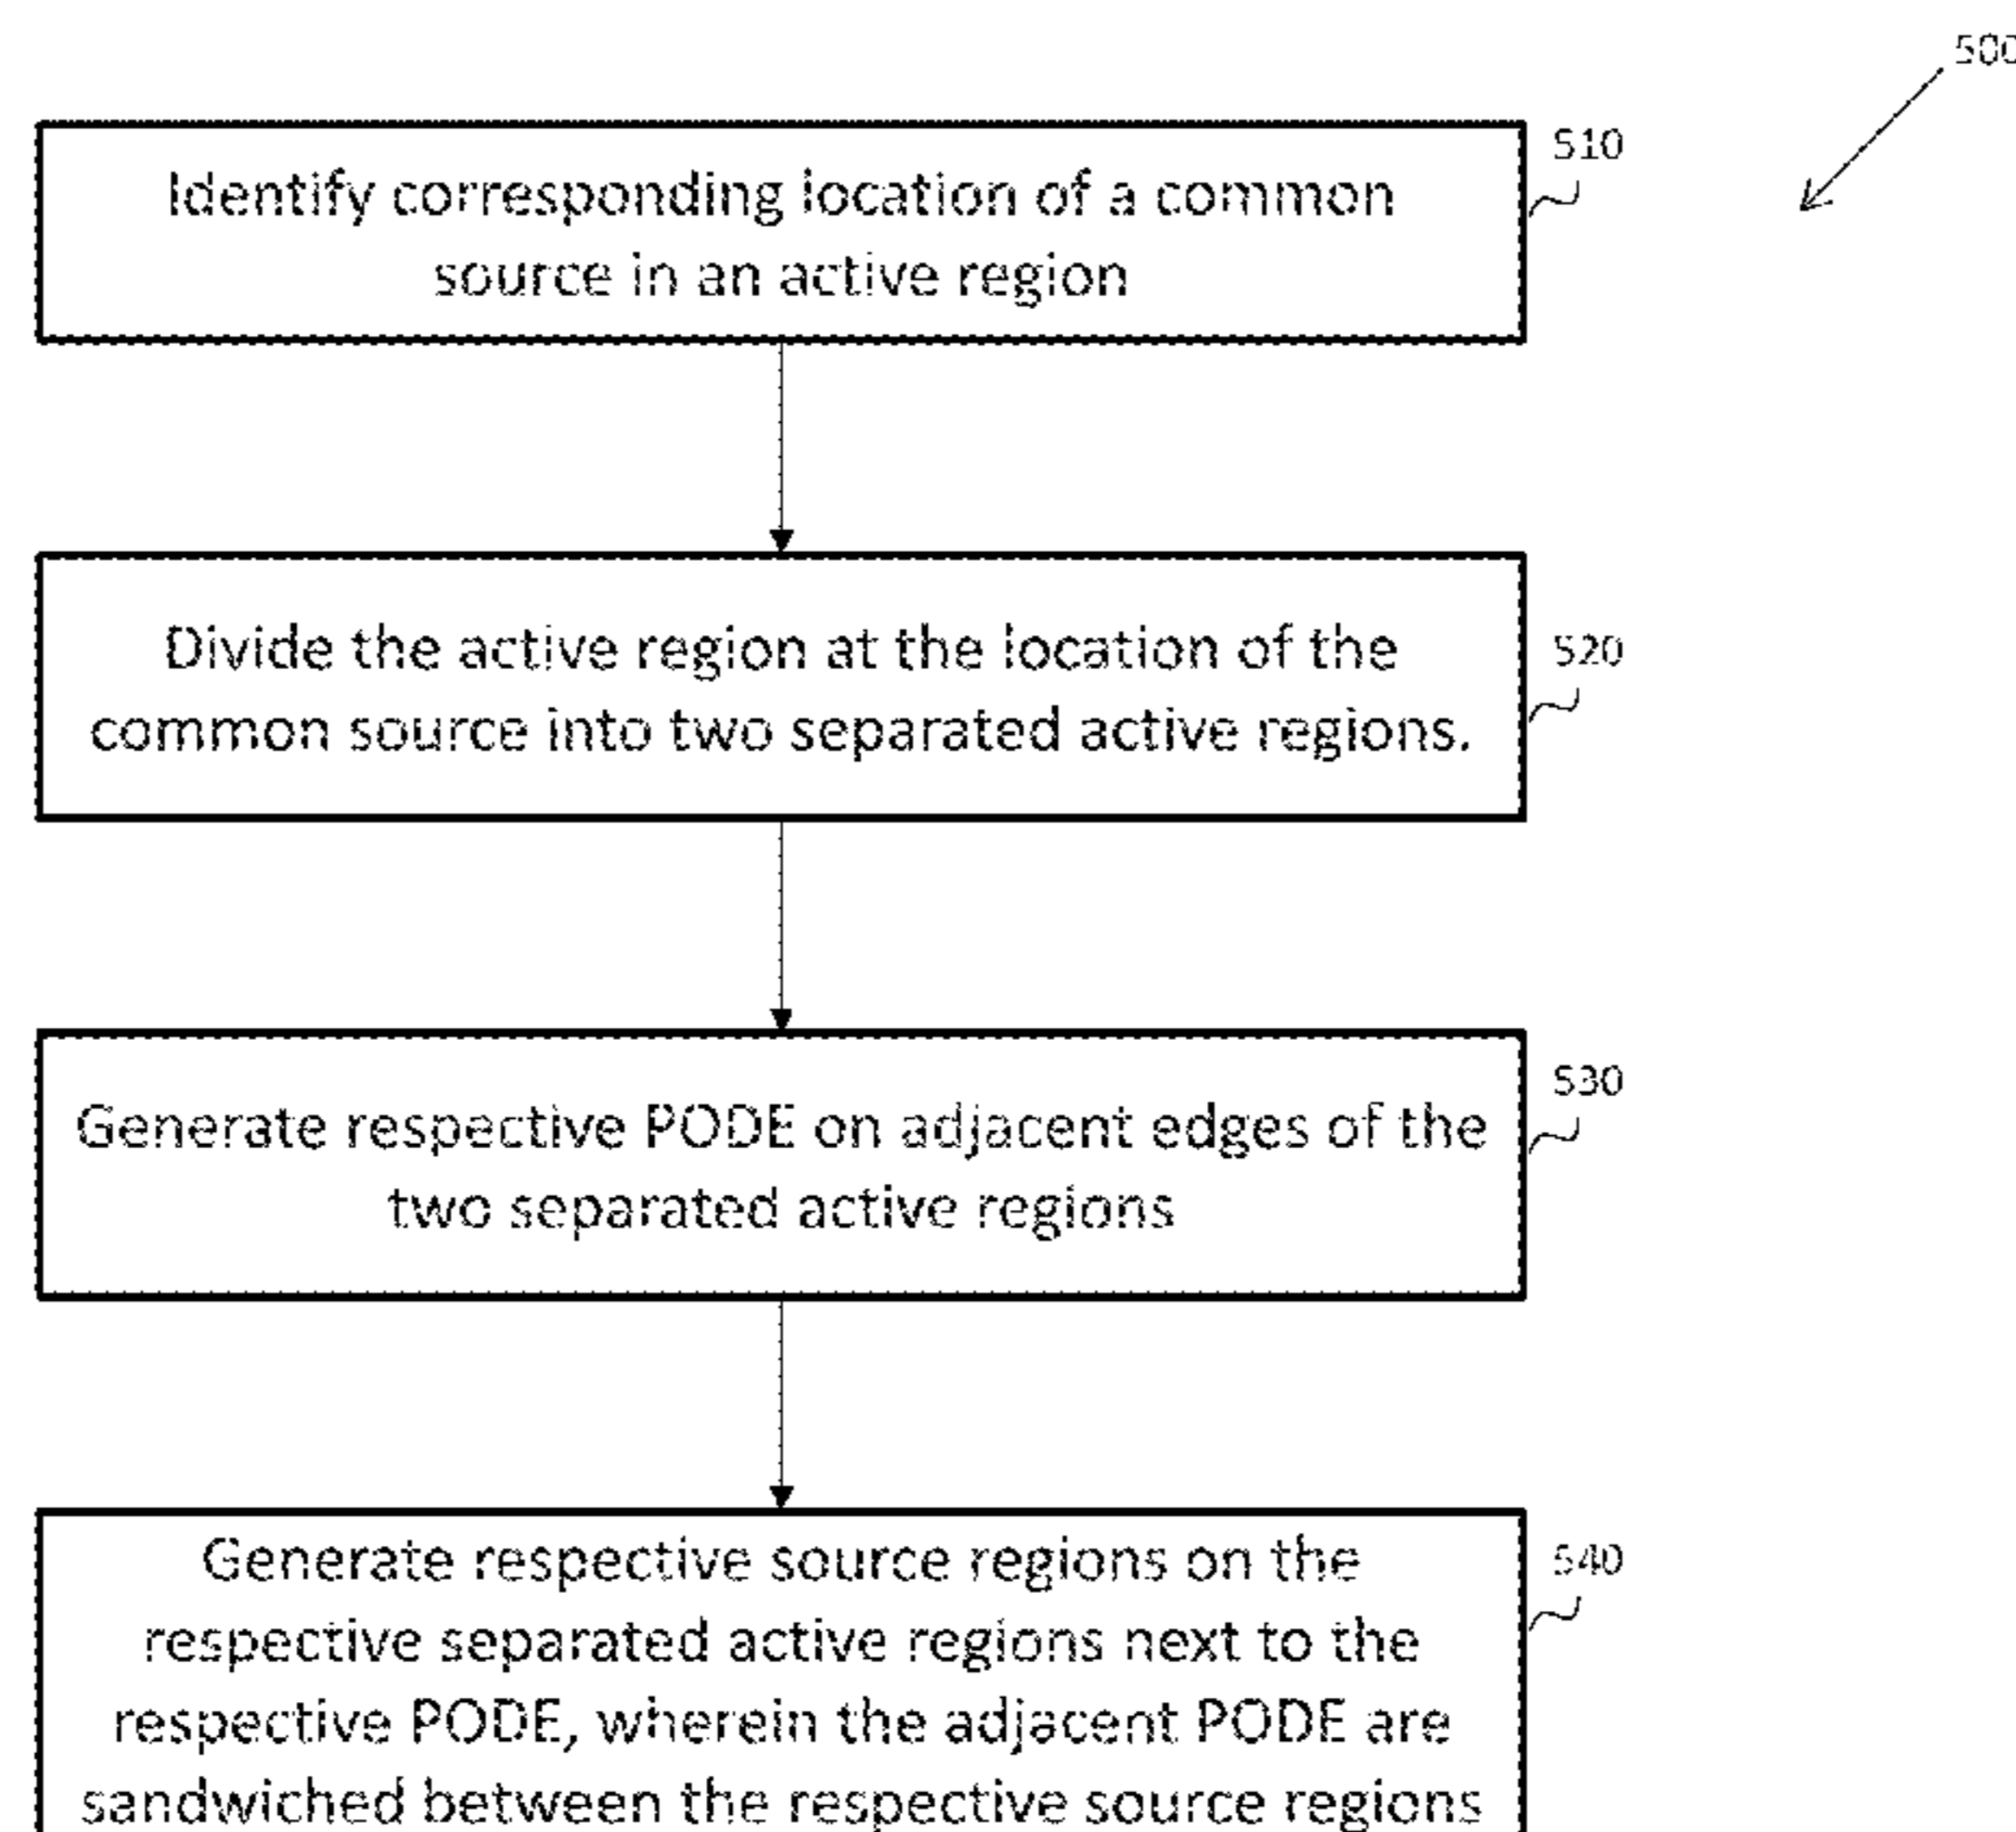 500
510
Identify corresponding location of a common
source in an active region
520
Divide the active region at the location of the
common source into two separated active regions.
530
Generate respective PODE on adjacent edges of the
two separated active regions
540
Generate respective source regions on the
respective separated active regions next to the
respective PODE, wherein the adjacent PODE are
sandwiched between the respective source regions